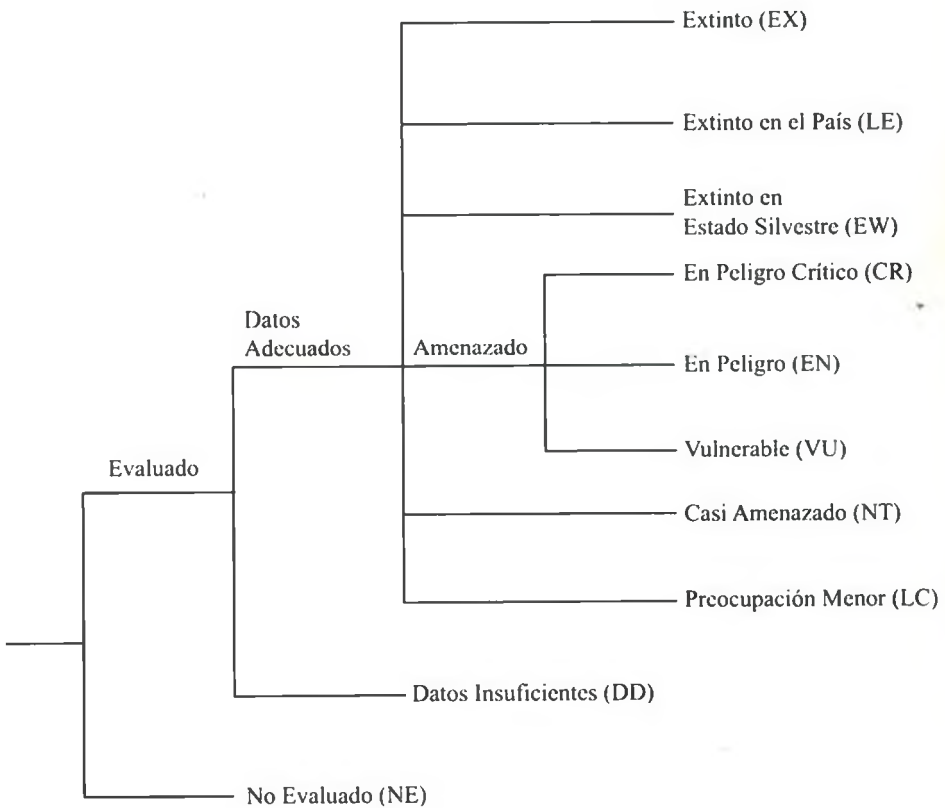 Extinto (EX)
Extinto en el País (LE)
Extinto en
Estado Silvestre (EW)
En Peligro Crítico (CR)
Datos
Adecuados
Amenazado
En Peligro (EN)
Vulnerable (VU)
Evaluado
Casi Amenazado (NT)
Preocupación Menor (LC)
Datos Insuficientes (DD)
No Evaluado (NE)